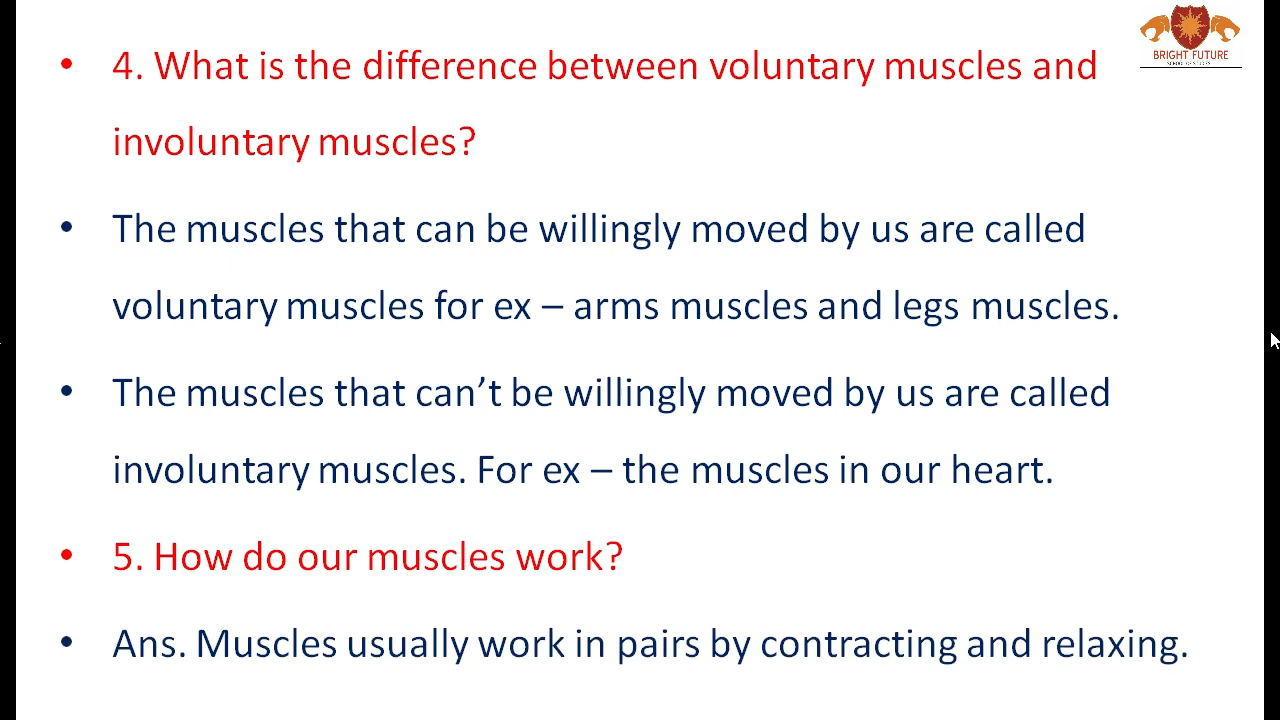 BRIGHT FUTURE
• 4. What is the difference between voluntary muscles and
involuntary muscles?
• The muscles that can be willingly moved by us are called
voluntary muscles for ex – arms muscles and legs muscles.
• The muscles that can’t be willingly moved by us are called
involuntary muscles. For ex – the muscles in our heart.
• 5. How do our muscles work?
• Ans. Muscles usually work in pairs by contracting and relaxing.